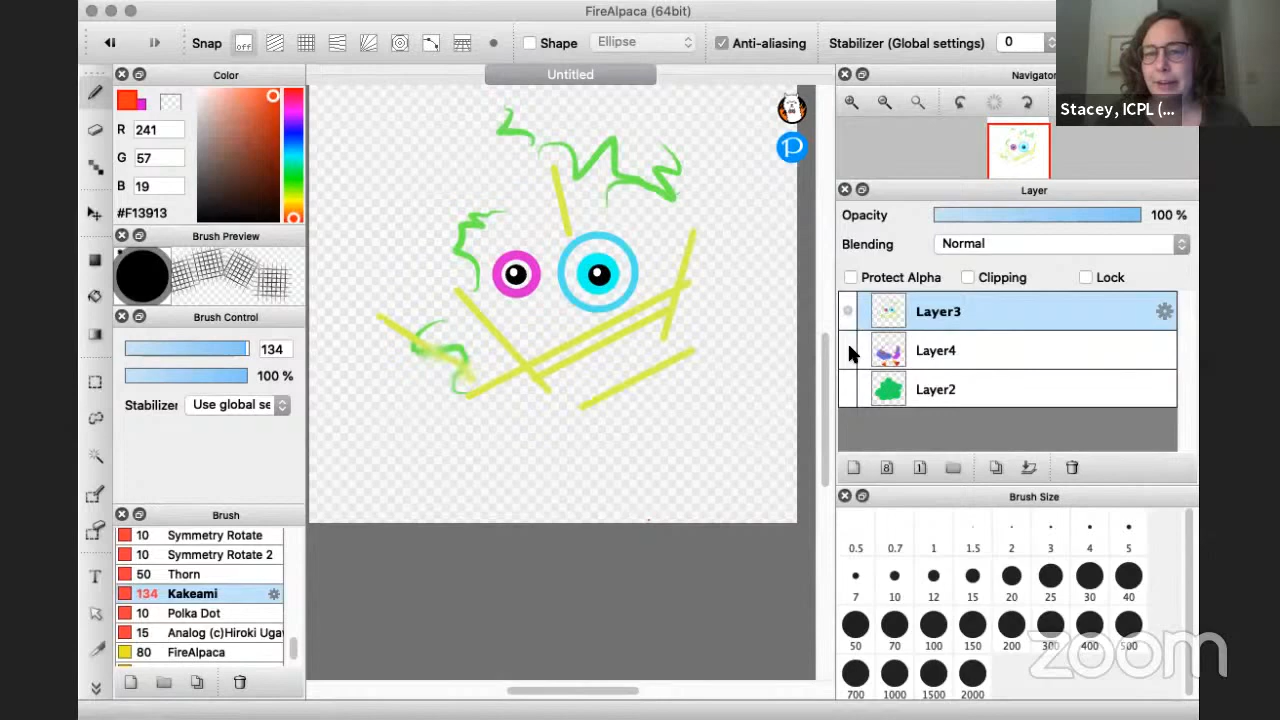 FireAlpaca (64bit)
Snap
off
Shape
Ellipse
Anti-aliasing
Stabilizer (Global settings)
0
Color
Untitled
Navigator
Stacey, ICPL (...
R 241
G 57
B 19
#F13913
Brush Preview
Brush Control
134
100 %
Stabilizer
Use global se
Brush
10 Symmetry Rotate
10 Symmetry Rotate 2
50 Thorn
134 Kakeami
10 Polka Dot
15 Analog (c)Hiroki Uga
80 FireAlpaca
Layer
Opacity
100 %
Blending
Normal
Protect Alpha
Clipping
Lock
Layer3
Layer4
Layer2
8
1
Brush Size
0.5 0.7 1 1.5 2 3 4 5
7 10 12 15 20 25 30 40
50 70 100 150 200 300 400 500
700 1000 1500 2000
zoom